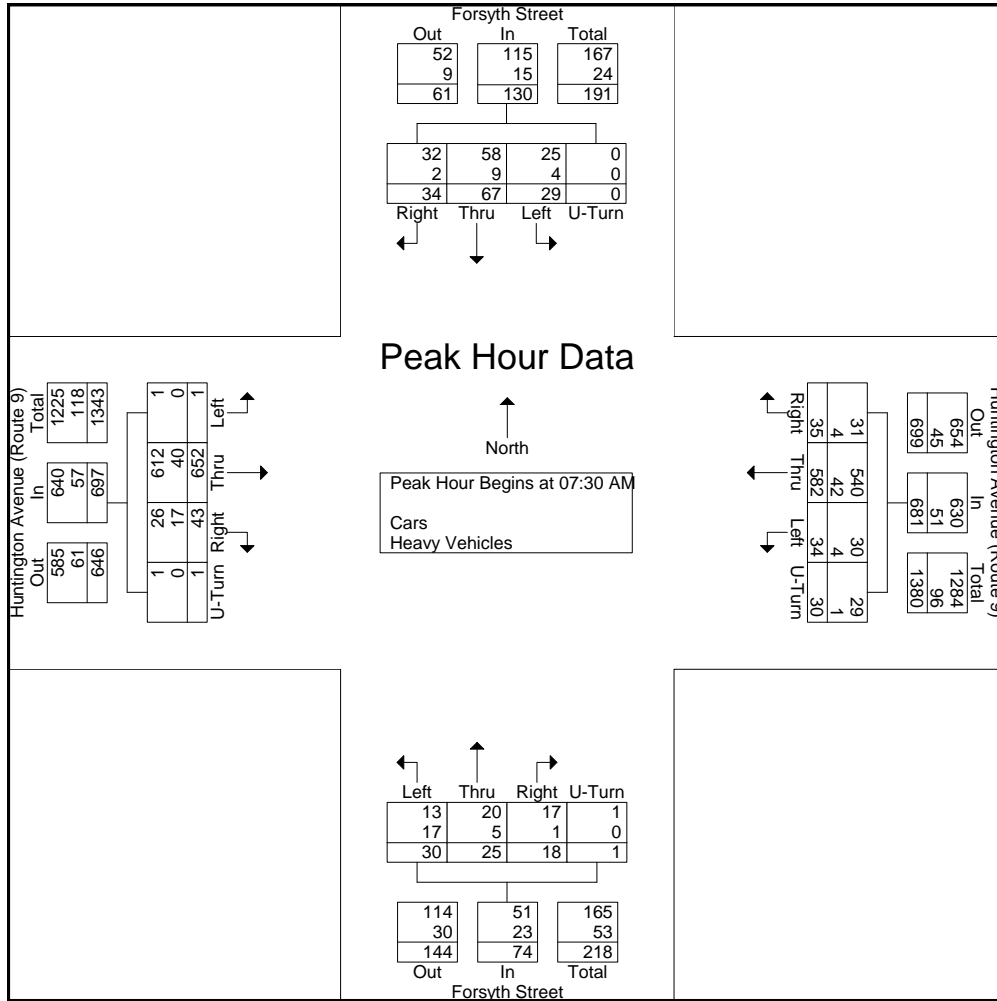 Forsyth Street
Out In Total
52 115 167
9 15 24
61 130 191
32 58 25 0
2 9 4 0
34 67 29 0
Right Thru Left U-Turn
Peak Hour Data
North
Peak Hour Begins at 07:30 AM
Cars
Heavy Vehicles
Huntington Avenue (Route 9)
Out In Total
585 640 1225
61 57 118
646 697 1343
1 26 612 1
0 17 40 0
1 43 652 1
U-Turn Right Thru Left
Huntington Avenue (Route 9)
Out In Total
654 630 1284
45 51 96
699 681 1380
31 540 30 29
4 42 4 1
35 582 34 30
Right Thru Left U-Turn
Left Thru Right U-Turn
13 20 17 1
17 5 1 0
30 25 18 1
114 51 165
30 23 53
144 74 218
Out In Total
Forsyth Street